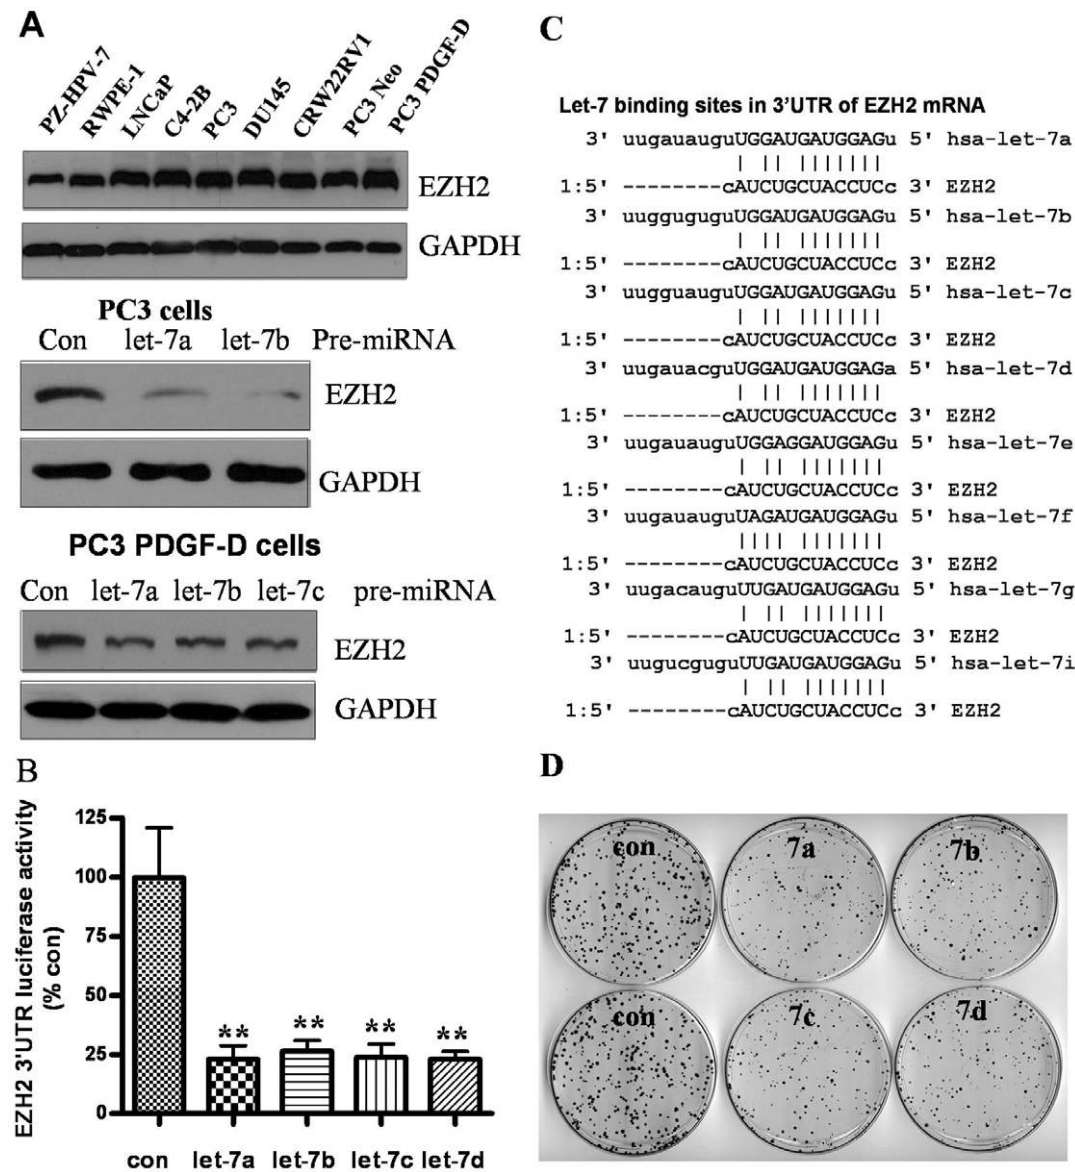 A
PZ-HPV-7 RWPE-1 LNCaP C4-2B PC3 DU145 CRW22RV1 PC3 Neo PC3 PDGF-D
EZH2
GAPDH
PC3 cells
Con let-7a let-7b Pre-miRNA
EZH2
GAPDH
PC3 PDGF-D cells
Con let-7a let-7b let-7c pre-miRNA
EZH2
GAPDH
B
EZH2 3'UTR luciferase activity
(% con)
125
100
75
50
25
0
** ** ** **
con let-7a let-7b let-7c let-7d
C
Let-7 binding sites in 3'UTR of EZH2 mRNA
3' uugauauguUGGAUGAUGGAGu 5' hsa-let-7a
| || |||||||
1:5' --------cAUCUGCUACCUCc 3' EZH2
3' uugguguguUGGAUGAUGGAGu 5' hsa-let-7b
| || |||||||
1:5' --------cAUCUGCUACCUCc 3' EZH2
3' uugguauguUGGAUGAUGGAGu 5' hsa-let-7c
| || |||||||
1:5' --------cAUCUGCUACCUCc 3' EZH2
3' uugauacguUGGAUGAUGGAGa 5' hsa-let-7d
| || |||||||
1:5' --------cAUCUGCUACCUCc 3' EZH2
3' uugauauguUGGAGGAUGGAGu 5' hsa-let-7e
| || |||||||
1:5' --------cAUCUGCUACCUCc 3' EZH2
3' uugauauguUAGAUGAUGGAGu 5' hsa-let-7f
|||| |||||||
1:5' --------cAUCUGCUACCUCc 3' EZH2
3' uugacauguUUGAUGAUGGAGu 5' hsa-let-7g
| || |||||||
1:5' --------cAUCUGCUACCUCc 3' EZH2
3' uugucguguUUGAUGAUGGAGu 5' hsa-let-7i
| || |||||||
1:5' --------cAUCUGCUACCUCc 3' EZH2
D
con 7a 7b
con 7c 7d